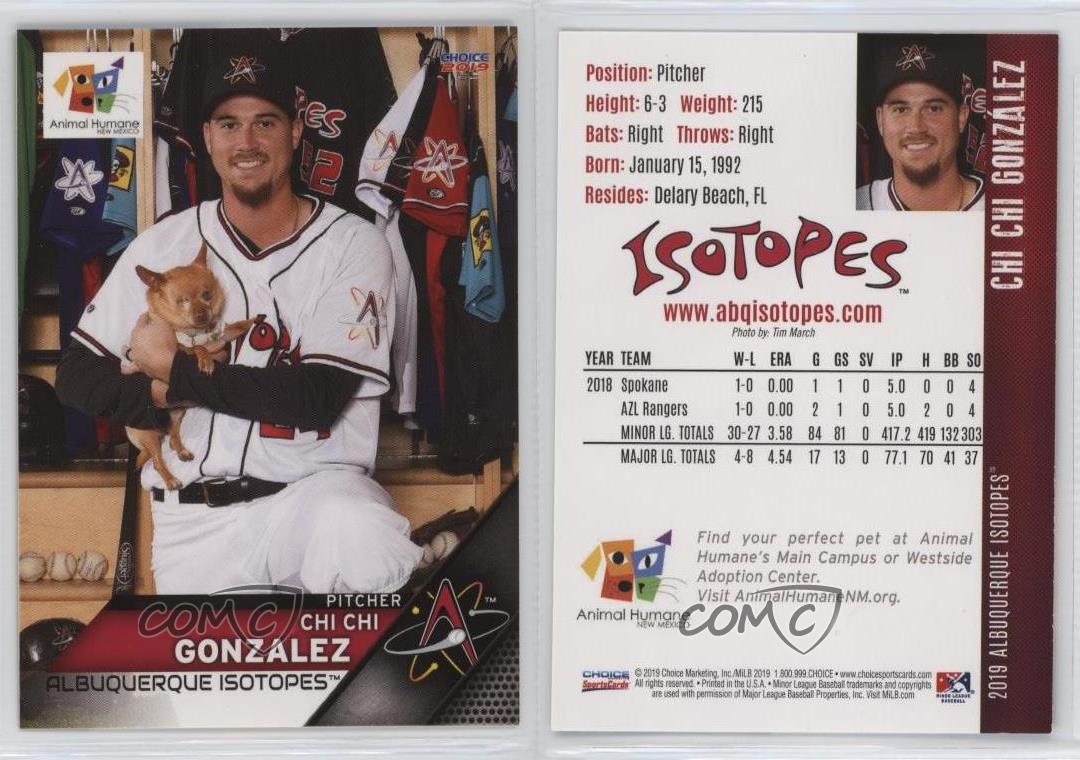 CHOICE
2019
Animal Humane
NEW MEXICO
PITCHER
CHI CHI
GONZÁLEZ
ALBUQUERQUE ISOTOPES™
COMC
Position: Pitcher
Height: 6-3 Weight: 215
Bats: Right Throws: Right
Born: January 15, 1992
Resides: Delary Beach, FL
ISOTOPES™
www.abqisotopes.com
Photo by: Tim March
YEAR TEAM W-L ERA G GS SV IP H BB SO
2018 Spokane 1-0 0.00 1 1 0 5.0 0 0 4
AZL Rangers 1-0 0.00 2 1 0 5.0 2 0 4
MINOR LG. TOTALS 30-27 3.58 84 81 0 417.2 419 132 303
MAJOR LG. TOTALS 4-8 4.54 17 13 0 77.1 70 41 37
Find your perfect pet at Animal
Humane's Main Campus or Westside
Adoption Center.
Visit AnimalHumaneNM.org.
Animal Humane
NEW MEXICO
COMC
CHOICE
SportsCards
© 2019 Choice Marketing, Inc./MiLB 2019 1.800.999.CHOICE • www.choicesportscards.com
All rights reserved. • Printed in the U.S.A. • Minor League Baseball trademarks and copyrights
are used with permission of Major League Baseball Properties, Inc. Visit MiLB.com
MINOR LEAGUE
BASEBALL
CHI CHI GONZÁLEZ
2019 ALBUQUERQUE ISOTOPES™